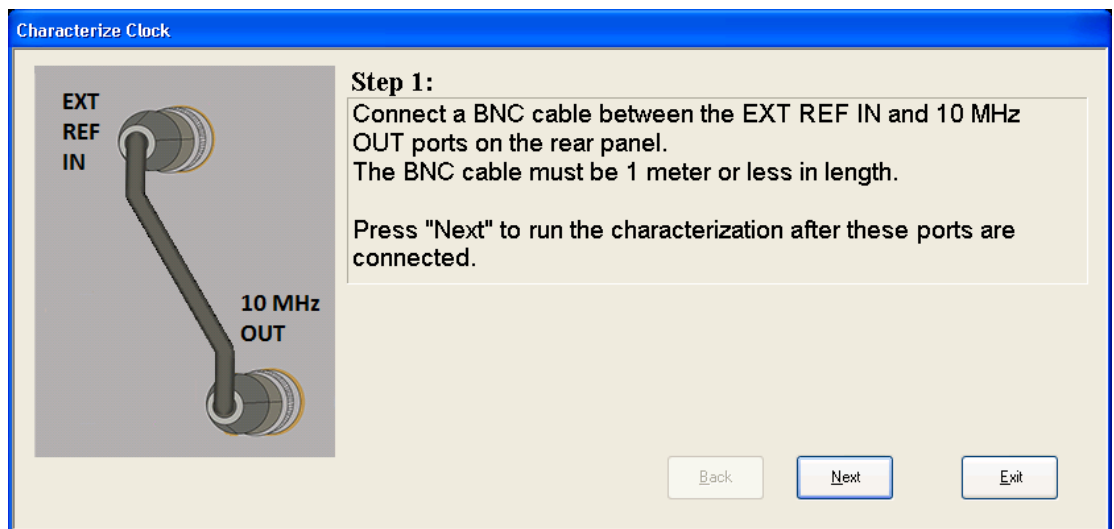 Characterize Clock
EXT
REF
IN
10 MHz
OUT
Step 1:
Connect a BNC cable between the EXT REF IN and 10 MHz
OUT ports on the rear panel.
The BNC cable must be 1 meter or less in length.
Press "Next" to run the characterization after these ports are
connected.
Back
Next
Exit